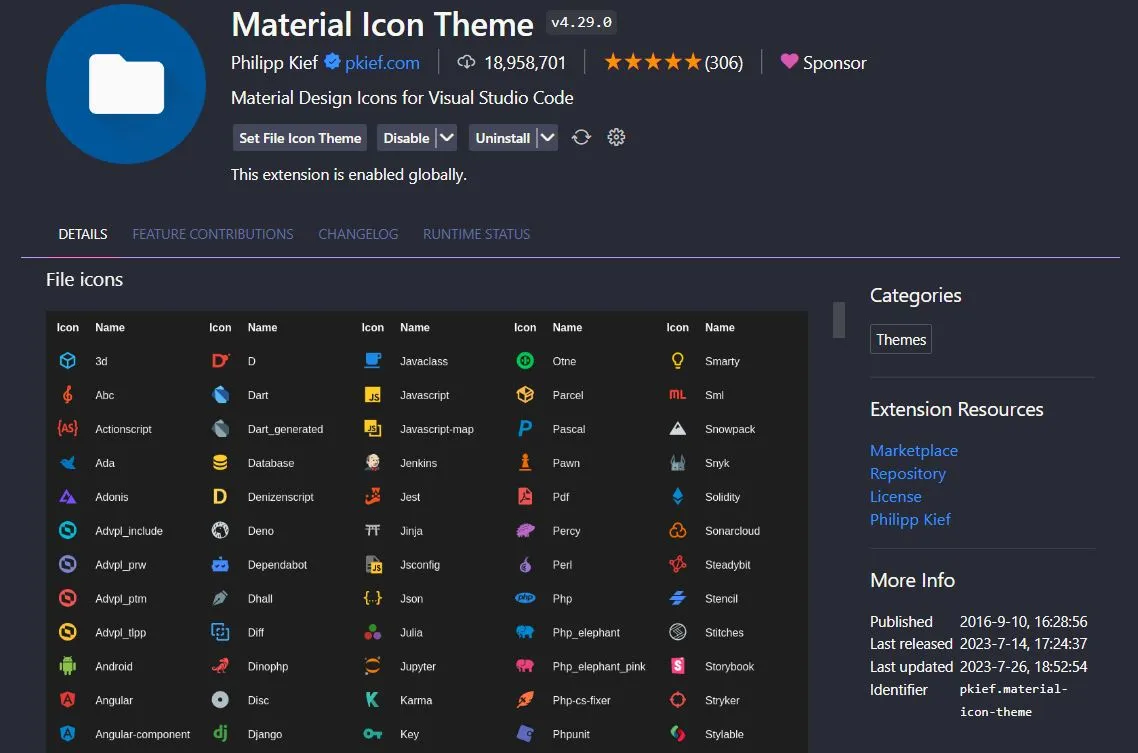 Material Icon Theme v4.29.0
Philipp Kief pkief.com 18,958,701 (306) Sponsor
Material Design Icons for Visual Studio Code
Set File Icon Theme Disable Uninstall
This extension is enabled globally.
DETAILS FEATURE CONTRIBUTIONS CHANGELOG RUNTIME STATUS
File icons
Icon Name Icon Name Icon Name Icon Name Icon Name
3d D Javaclass Otne Smarty
Abc Dart Javascript Parcel Sml
Actionscript Dart_generated Javascript-map Pascal Snowpack
Ada Database Jenkins Pawn Snyk
Adonis Denizenscript Jest Pdf Solidity
Advpl_include Deno Jinja Percy Sonarcloud
Advpl_prw Dependabot Jsconfig Perl Steadybit
Advpl_ptm Dhall Json Php Stencil
Advpl_tlpp Diff Julia Php_elephant Stitches
Android Dinophp Jupyter Php_elephant_pink Storybook
Angular Disc Karma Php-cs-fixer Stryker
Angular-component Django Key Phpunit Stylable
Categories
Themes
Extension Resources
Marketplace
Repository
License
Philipp Kief
More Info
Published 2016-9-10, 16:28:56
Last released 2023-7-14, 17:24:37
Last updated 2023-7-26, 18:52:54
Identifier pkief.material-
icon-theme